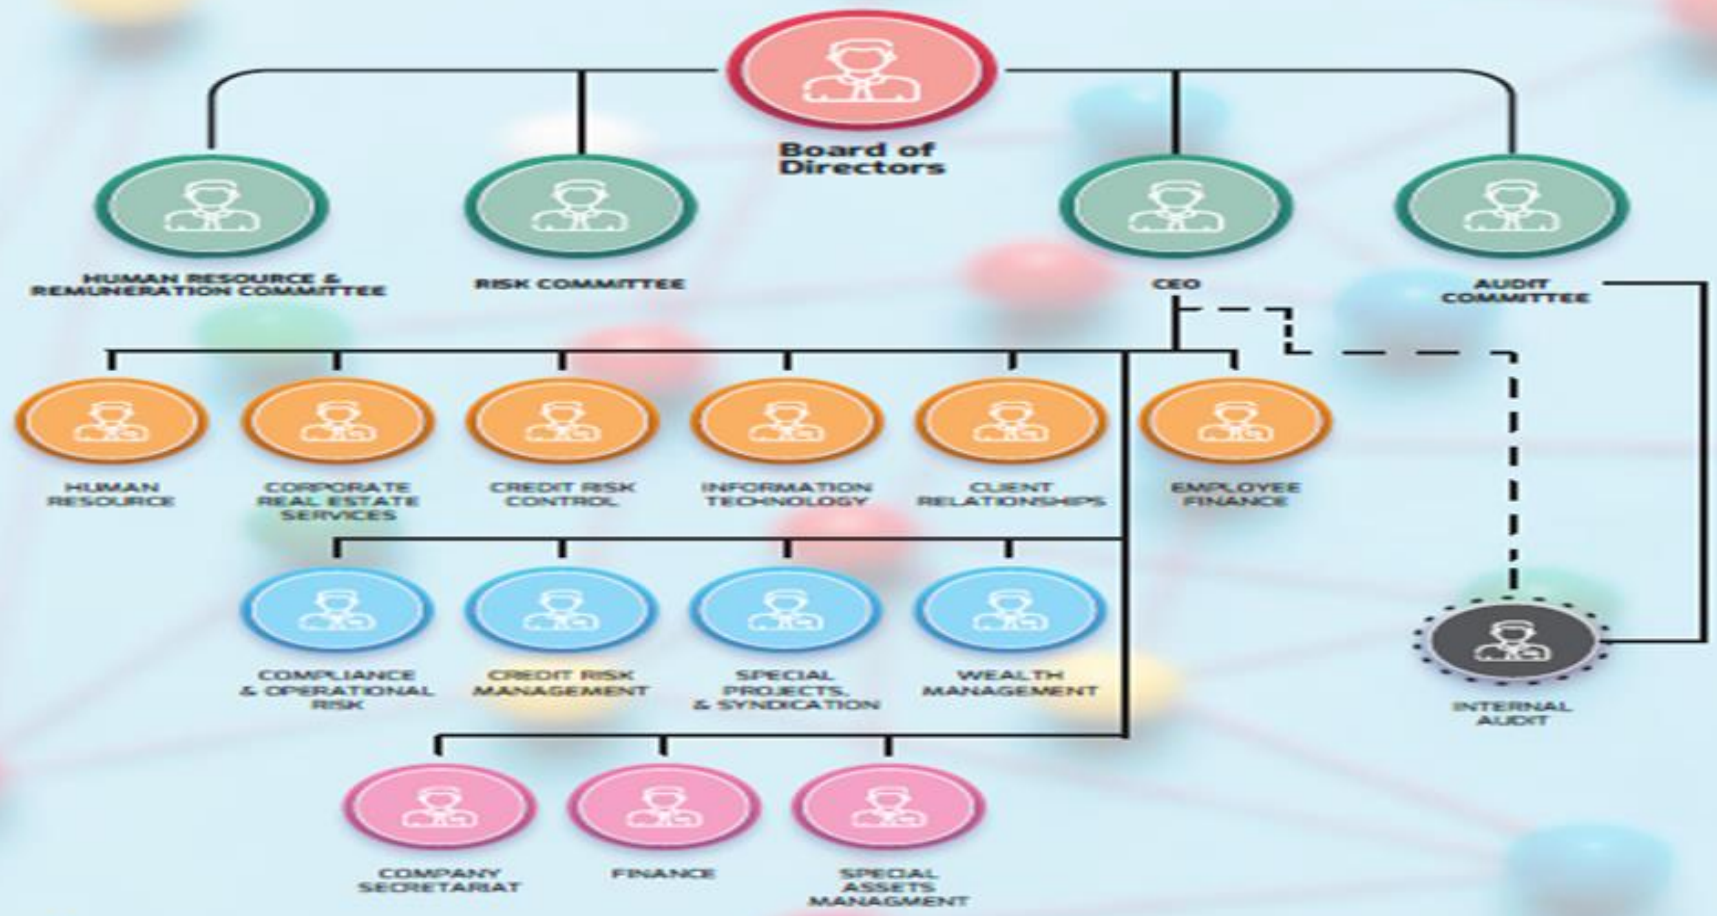 Board of
Directors
HUMAN RESOURCE &
REMUNERATION COMMITTEE
RISK COMMITTEE
CEO
AUDIT
COMMITTEE
HUMAN
RESOURCE
CORPORATE
REAL ESTATE
SERVICES
CREDIT RISK
CONTROL
INFORMATION
TECHNOLOGY
CLIENT
RELATIONSHIPS
EMPLOYEE
FINANCE
COMPLIANCE
& OPERATIONAL
RISK
CREDIT RISK
MANAGEMENT
SPECIAL
PROJECTS,
& SYNDICATION
WEALTH
MANAGEMENT
INTERNAL
AUDIT
COMPANY
SECRETARIAT
FINANCE
SPECIAL
ASSETS
MANAGMENT